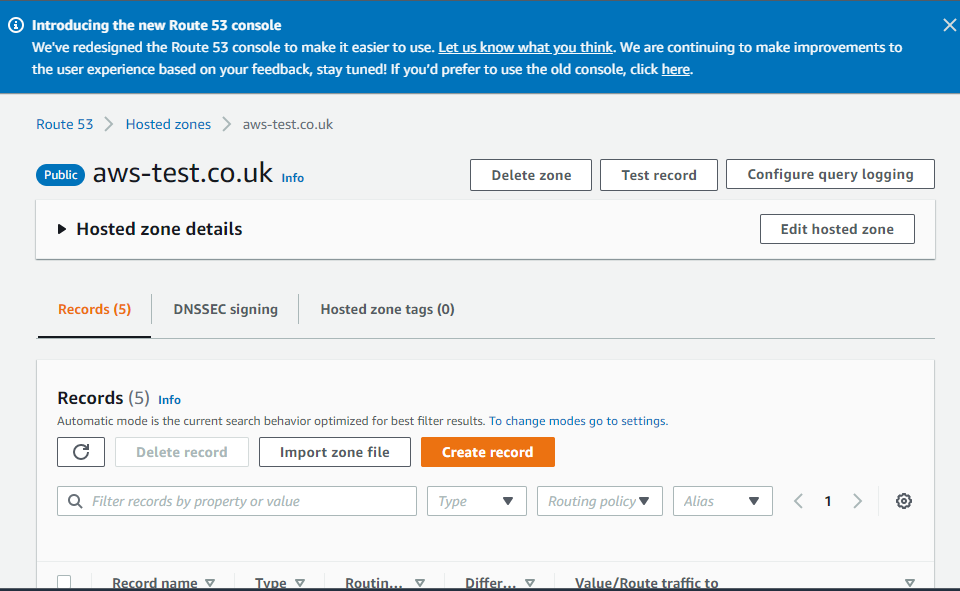 Introducing the new Route 53 console
We've redesigned the Route 53 console to make it easier to use. Let us know what you think. We are continuing to make improvements to
the user experience based on your feedback, stay tuned! If you'd prefer to use the old console, click here.
Route 53 > Hosted zones > aws-test.co.uk
Public aws-test.co.uk Info Delete zone Test record Configure query logging
Hosted zone details Edit hosted zone
Records (5) DNSSEC signing Hosted zone tags (0)
Records (5) Info
Automatic mode is the current search behavior optimized for best filter results. To change modes go to settings.
Delete record Import zone file Create record
Filter records by property or value Type Routing policy Alias 1
Record name Type Routin... Differ... Value/Route traffic to